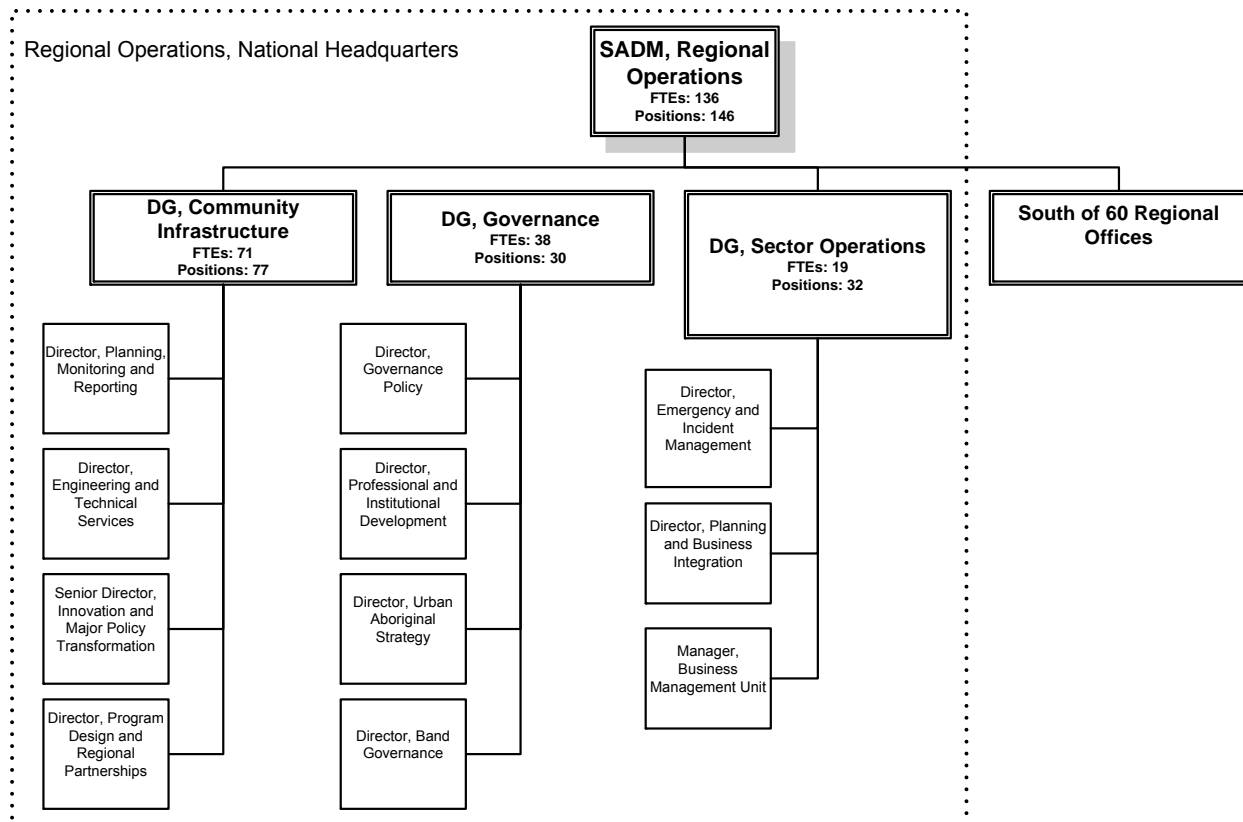 Regional Operations, National Headquarters
SADM, Regional
Operations
FTEs: 136
Positions: 146
DG, Community
Infrastructure
FTEs: 71
Positions: 77
DG, Governance
FTEs: 38
Positions: 30
DG, Sector Operations
FTEs: 19
Positions: 32
South of 60 Regional
Offices
Director, Planning,
Monitoring and
Reporting
Director,
Engineering and
Technical
Services
Senior Director,
Innovation and
Major Policy
Transformation
Director, Program
Design and
Regional
Partnerships
Director,
Governance
Policy
Director,
Professional and
Institutional
Development
Director, Urban
Aboriginal
Strategy
Director, Band
Governance
Director,
Emergency and
Incident
Management
Director, Planning
and Business
Integration
Manager,
Business
Management Unit